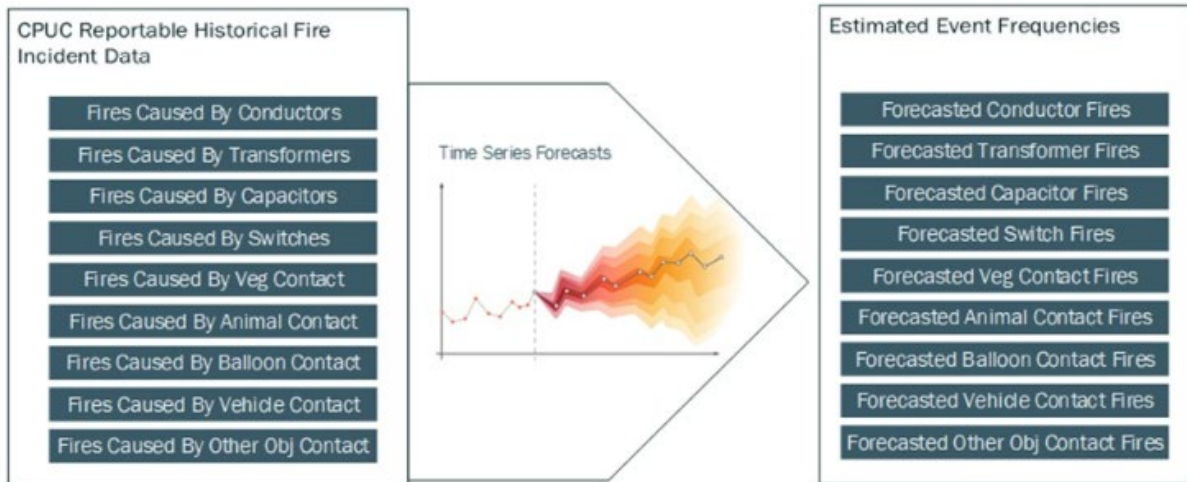 CPUC Reportable Historical Fire
Incident Data
Fires Caused By Conductors
Fires Caused By Transformers
Fires Caused By Capacitors
Fires Caused By Switches
Fires Caused By Veg Contact
Fires Caused By Animal Contact
Fires Caused By Balloon Contact
Fires Caused By Vehicle Contact
Fires Caused By Other Obj Contact
Time Series Forecasts
Estimated Event Frequencies
Forecasted Conductor Fires
Forecasted Transformer Fires
Forecasted Capacitor Fires
Forecasted Switch Fires
Forecasted Veg Contact Fires
Forecasted Animal Contact Fires
Forecasted Balloon Contact Fires
Forecasted Vehicle Contact Fires
Forecasted Other Obj Contact Fires